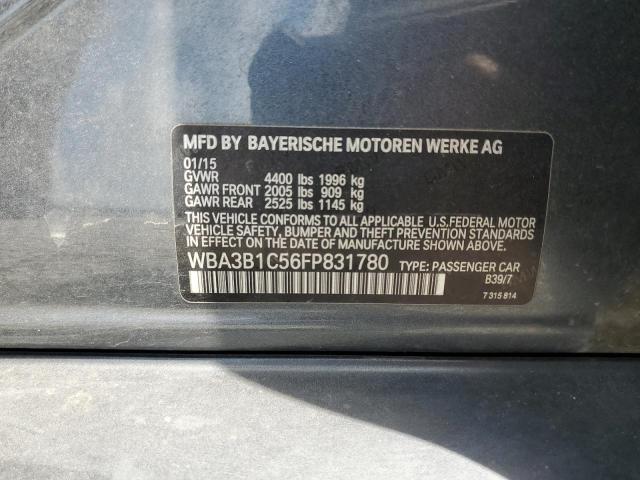 MFD BY BAYERISCHE MOTOREN WERKE AG
01/15
GVWR 4400 lbs 1996 kg
GAWR FRONT 2005 lbs 909 kg
GAWR REAR 2525 lbs 1145 kg
THIS VEHICLE CONFORMS TO ALL APPLICABLE U.S.FEDERAL MOTOR
VEHICLE SAFETY, BUMPER AND THEFT PREVENTION STANDARDS
IN EFFECT ON THE DATE OF MANUFACTURE SHOWN ABOVE.
WBA3B1C56FP831780 TYPE: PASSENGER CAR
B39/7
7 315 814